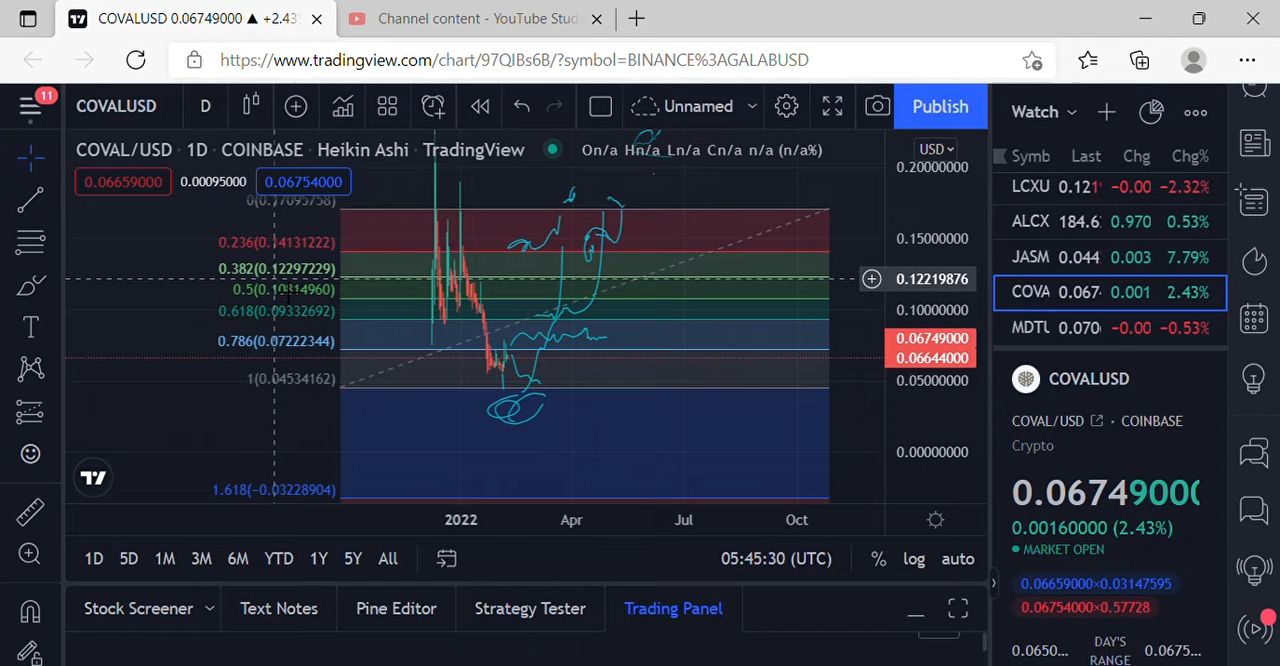 COVALUSD 0.06749000 ▲ +2.43%
Channel content - YouTube Stud
https://www.tradingview.com/chart/97QIBs6B/?symbol=BINANCE%3AGALABUSD
11
COVALUSD D Unnamed Publish Watch
COVAL/USD · 1D · COINBASE · Heikin Ashi · TradingView On/a Hn/a Ln/a Cn/a n/a (n/a%) USD
Symb Last Chg Chg%
0.06659000 0.00095000 0.06754000 0.20000000
LCXU 0.121 -0.00 -2.32%
0(0.17095758)
ALCX 184.6 0.970 0.53%
0.236(0.14131222) 0.15000000
JASM 0.044 0.003 7.79%
0.382(0.12297229) 0.12219876
0.5(0.10814960) COVA 0.067 0.001 2.43%
0.618(0.09332692) 0.10000000
MDTU 0.070 -0.00 -0.53%
0.786(0.07222344) 0.06749000
0.06644000
1(0.04534162) 0.05000000
COVALUSD
COVAL/USD · COINBASE
Crypto
0.00000000
1.618(-0.03228904)
0.06749000
2022 Apr Jul Oct
0.00160000 (2.43%)
MARKET OPEN
1D 5D 1M 3M 6M YTD 1Y 5Y All 05:45:30 (UTC) % log auto
0.06659000×0.03147595
0.06754000×0.57728
Stock Screener Text Notes Pine Editor Strategy Tester Trading Panel
DAY'S
0.0650... RANGE 0.0675...